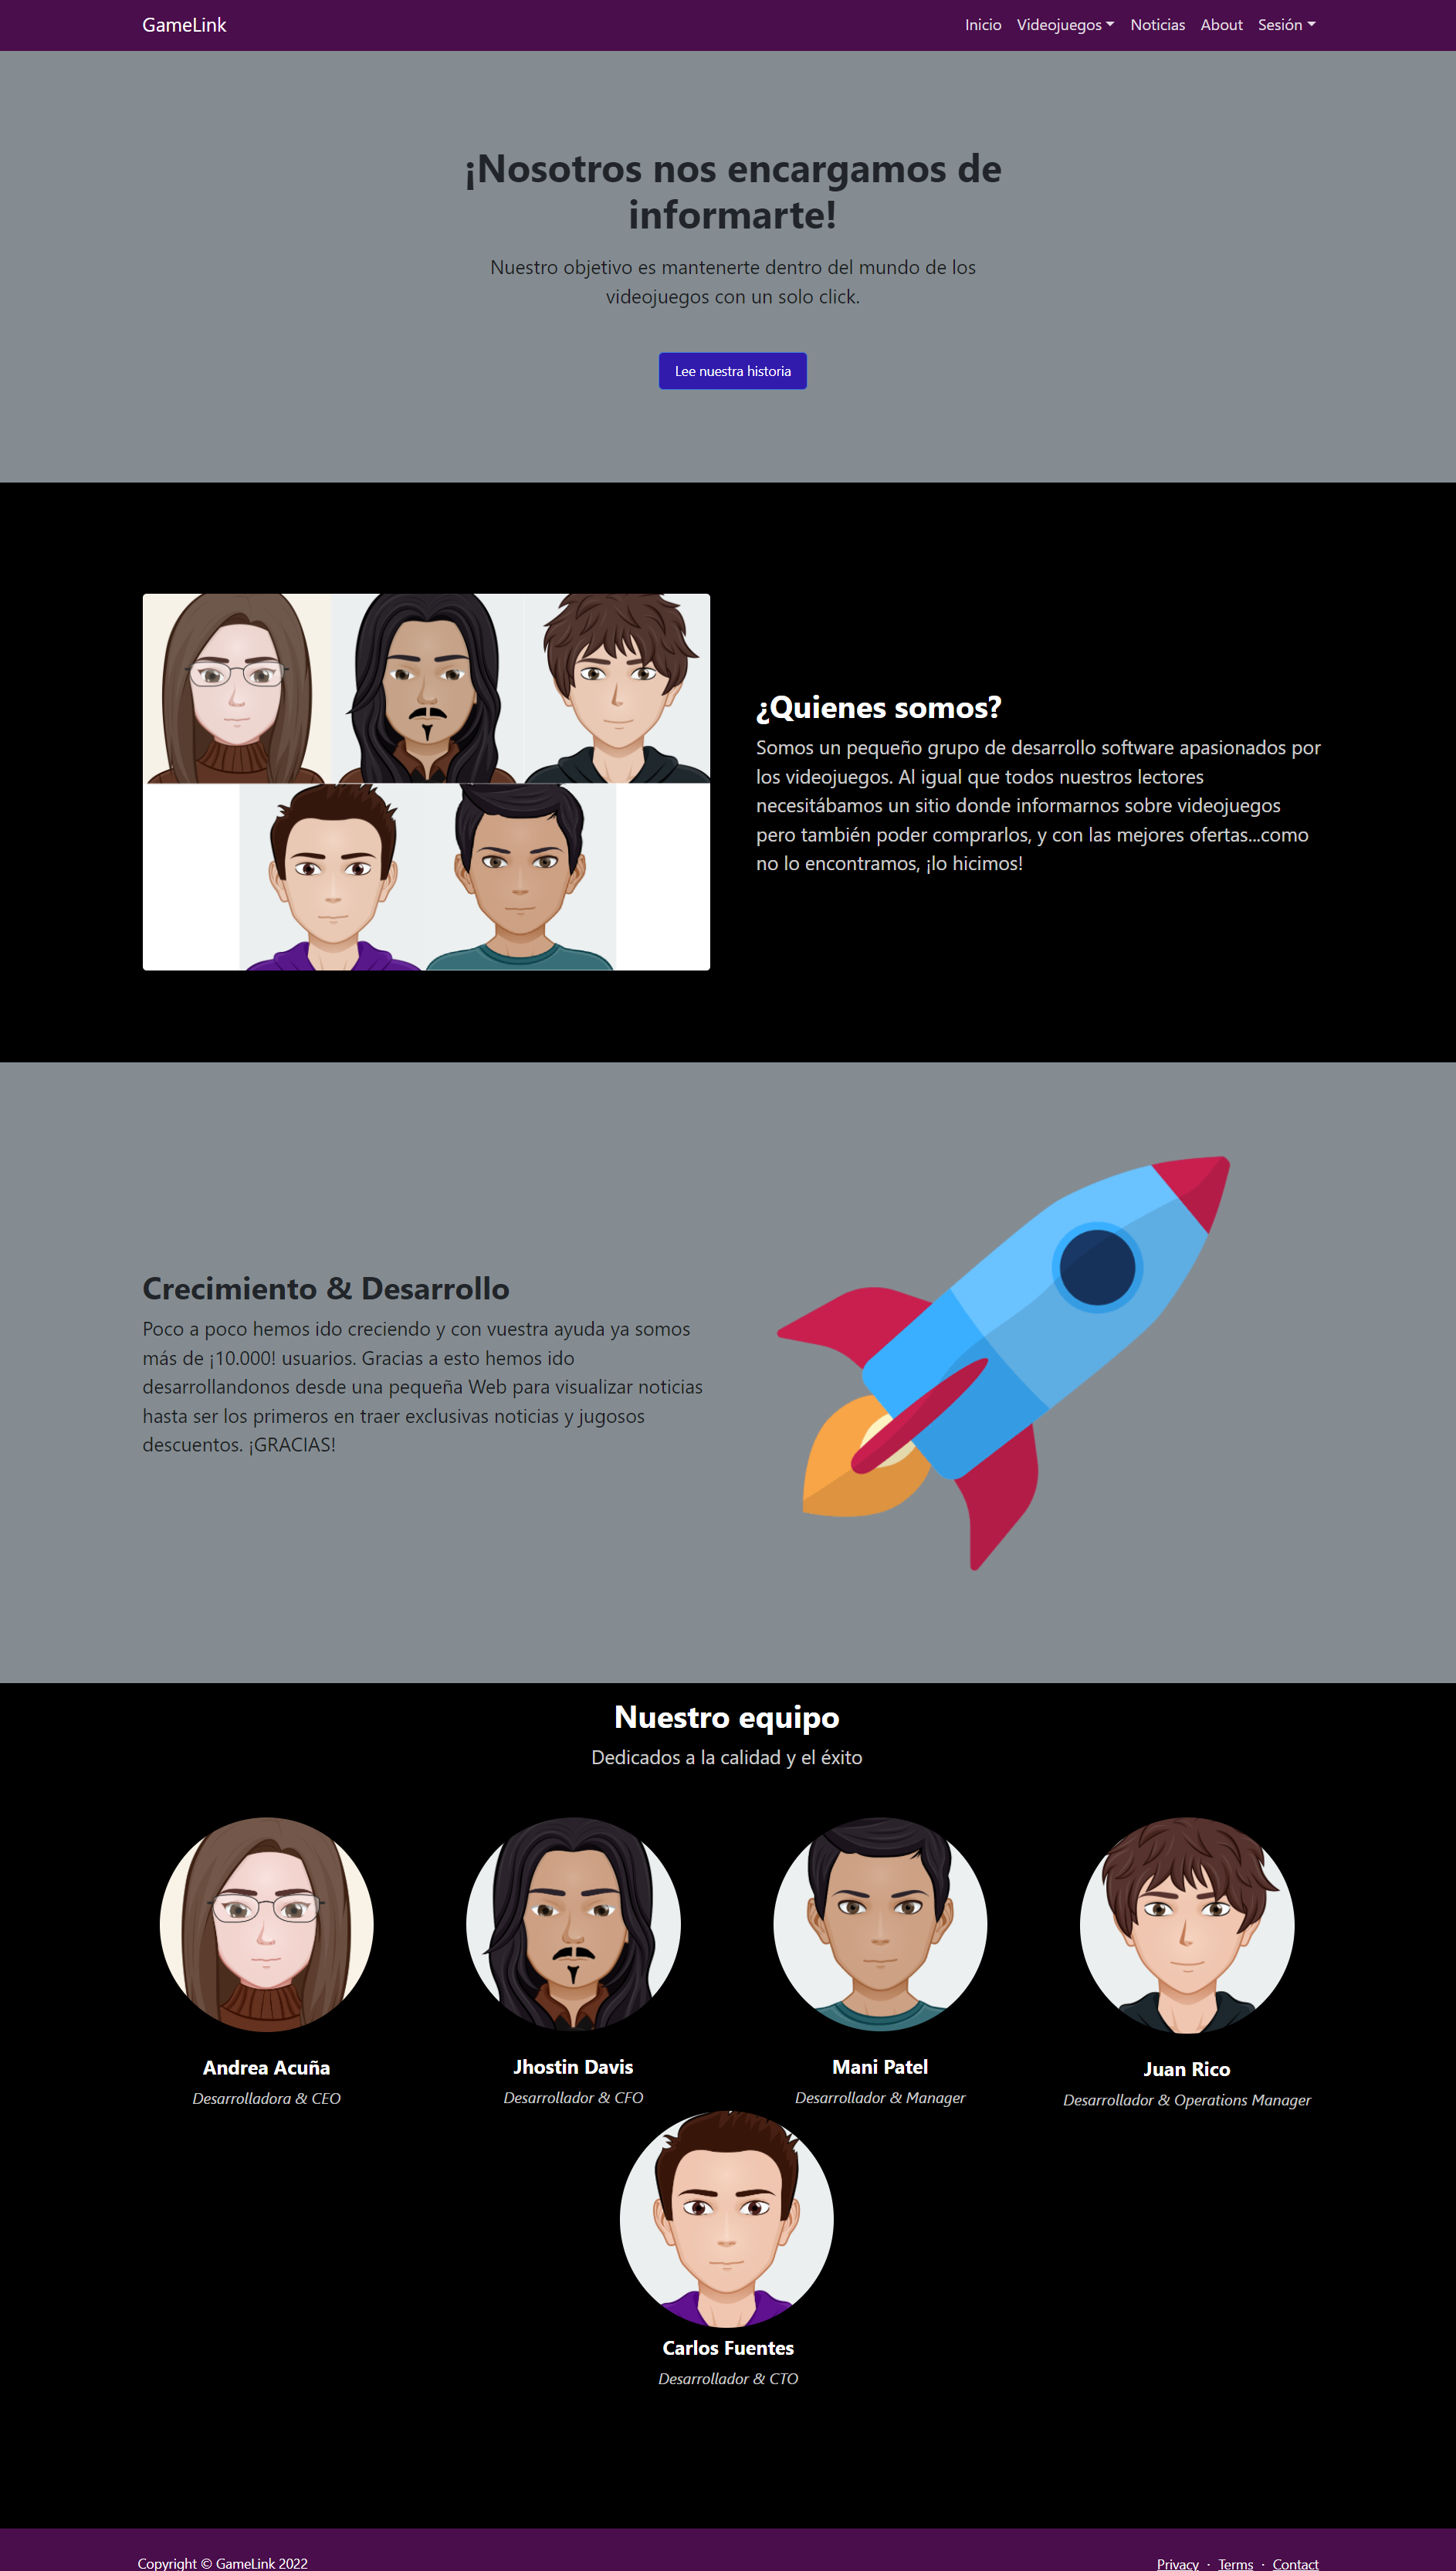 GameLink
Inicio Videojuegos Noticias About Sesión
¡Nosotros nos encargamos de
informarte!
Nuestro objetivo es mantenerte dentro del mundo de los
videojuegos con un solo click.
Lee nuestra historia
¿Quienes somos?
Somos un pequeño grupo de desarrollo software apasionados por
los videojuegos. Al igual que todos nuestros lectores
necesitábamos un sitio donde informarnos sobre videojuegos
pero también poder comprarlos, y con las mejores ofertas...como
no lo encontramos, ¡lo hicimos!
Crecimiento & Desarrollo
Poco a poco hemos ido creciendo y con vuestra ayuda ya somos
más de ¡10.000! usuarios. Gracias a esto hemos ido
desarrollandonos desde una pequeña Web para visualizar noticias
hasta ser los primeros en traer exclusivas noticias y jugosos
descuentos. ¡GRACIAS!
Nuestro equipo
Dedicados a la calidad y el éxito
Andrea Acuña
Desarrolladora & CEO
Jhostin Davis
Desarrollador & CFO
Mani Patel
Desarrollador & Manager
Juan Rico
Desarrollador & Operations Manager
Carlos Fuentes
Desarrollador & CTO
Copyright © GameLink 2022
Privacy · Terms · Contact